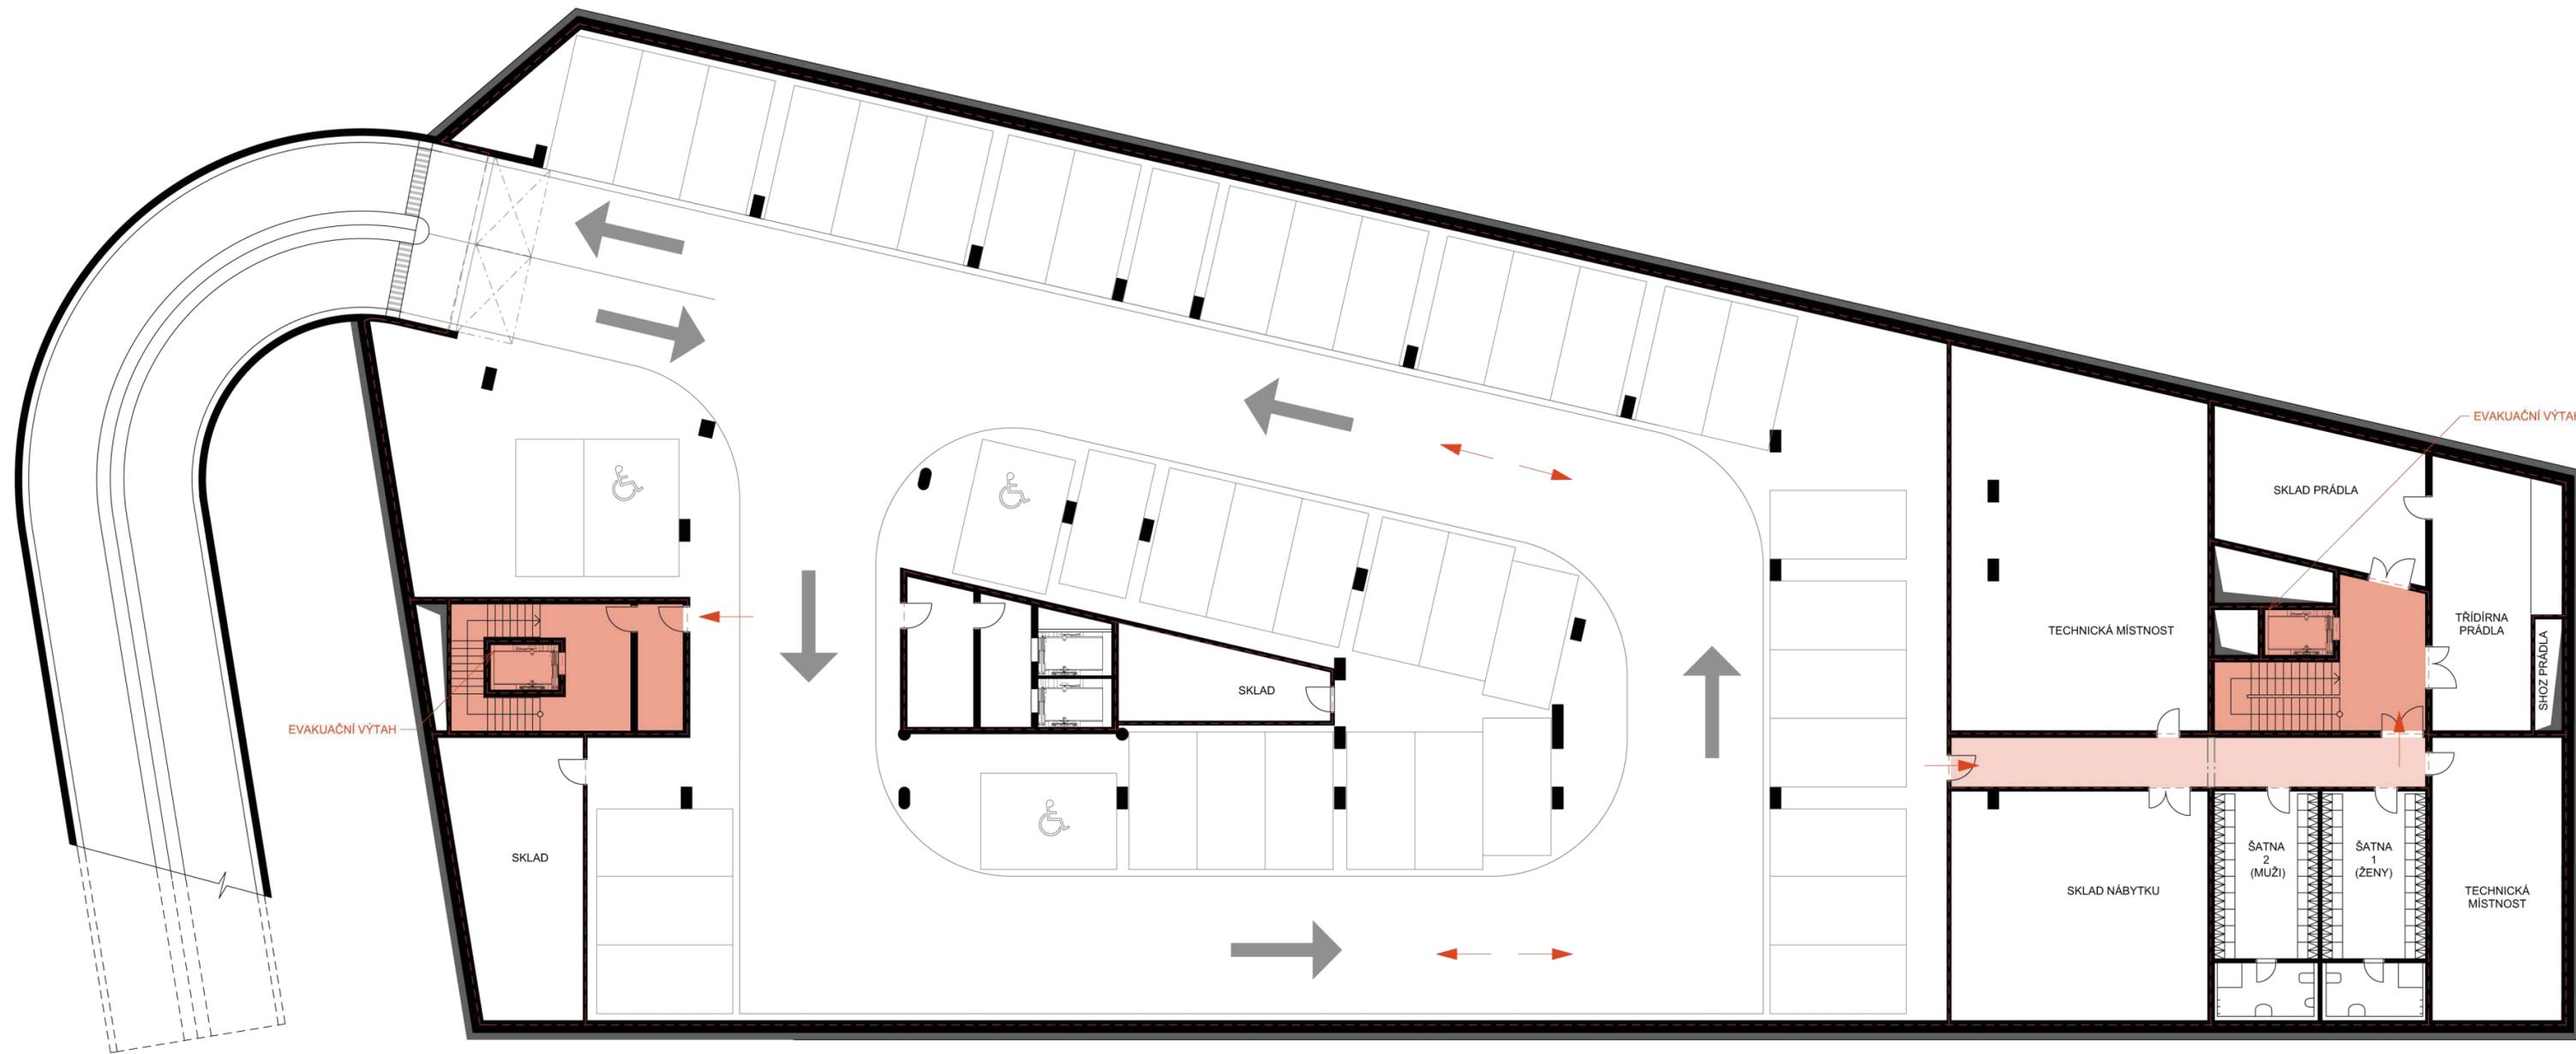 EVAKUAČNÍ VÝTAH
SKLAD PRÁDLA
TECHNICKÁ MÍSTNOST
TŘÍDÍRNA
PRÁDLA
SHOZ PRÁDLA
SKLAD
EVAKUAČNÍ VÝTAH
SKLAD
ŠATNA
2
(MUŽI)
ŠATNA
1
(ŽENY)
SKLAD NÁBYTKU
TECHNICKÁ
MÍSTNOST